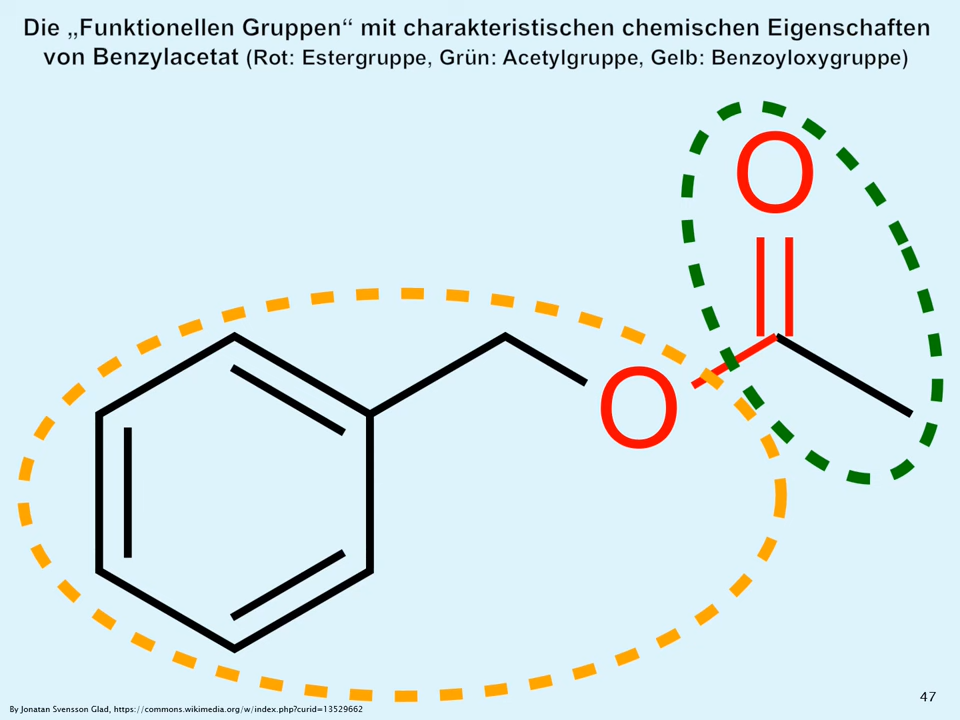 Die „Funktionellen Gruppen“ mit charakteristischen chemischen Eigenschaften
von Benzylacetat (Rot: Estergruppe, Grün: Acetylgruppe, Gelb: Benzoyloxygruppe)
O
O
47
By Jonatan Svensson Glad, https://commons.wikimedia.org/w/index.php?curid=13529662